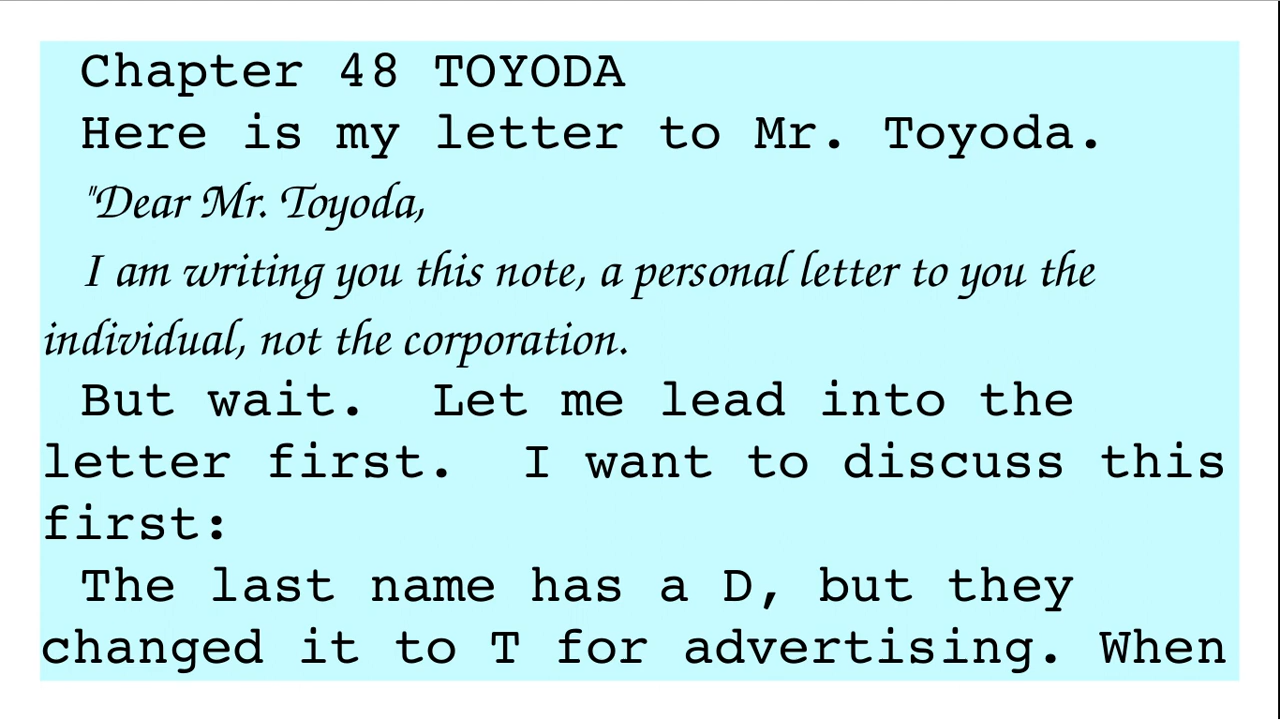 Chapter 48 TOYODA
Here is my letter to Mr. Toyoda.
"Dear Mr. Toyoda,
I am writing you this note, a personal letter to you the
individual, not the corporation.
But wait.  Let me lead into the
letter first.  I want to discuss this
first:
The last name has a D, but they
changed it to T for advertising. When